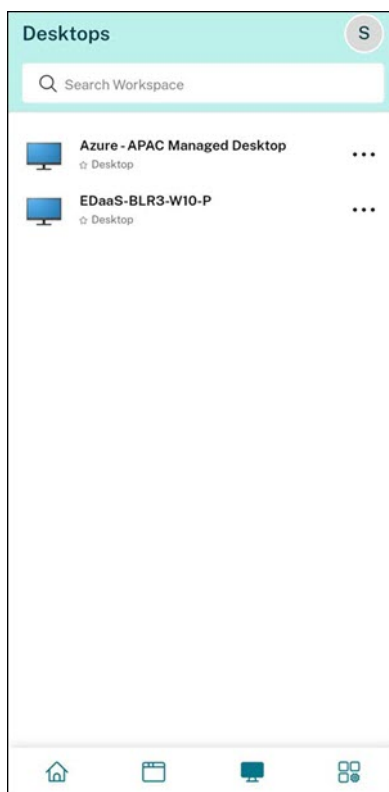 Desktops
S
Search Workspace
Azure - APAC Managed Desktop
Desktop
EDaaS-BLR3-W10-P
Desktop